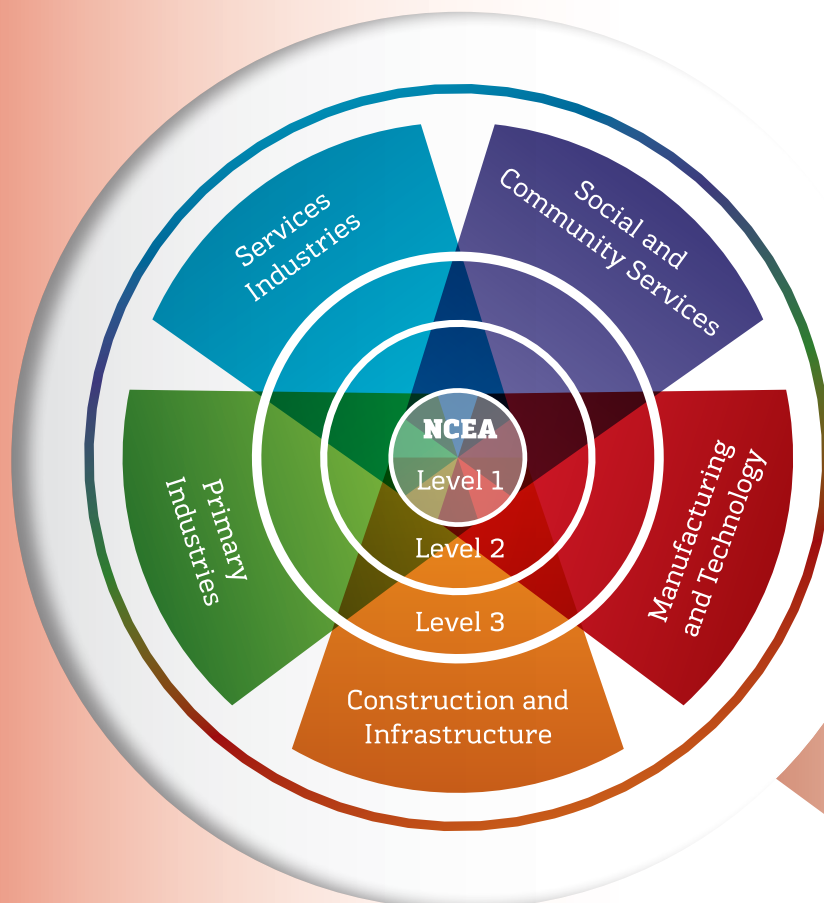 Services
Industries
Social and
Community Services
NCEA
Level 1
Level 2
Level 3
Primary
Industries
Manufacturing
and Technology
Construction and
Infrastructure